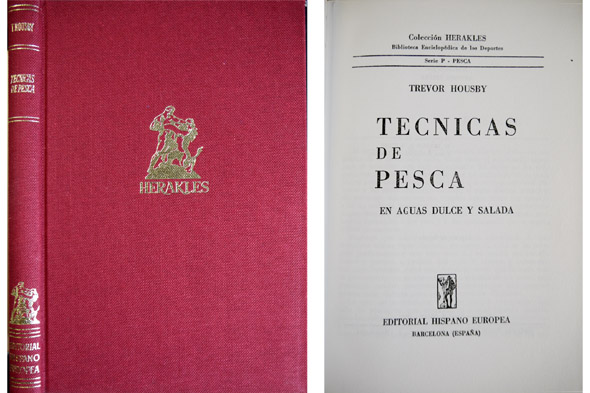 T. HOUSBY
TECNICAS
DE PESCA
EDITORIAL
HISPANO
EUROPEA
HERAKLES
Colección HERAKLES
Biblioteca Enciclopédica de los Deportes
Serie P - PESCA
TREVOR HOUSBY
TECNICAS
DE
PESCA
EN AGUAS DULCE Y SALADA
EDITORIAL HISPANO EUROPEA
BARCELONA (ESPAÑA)